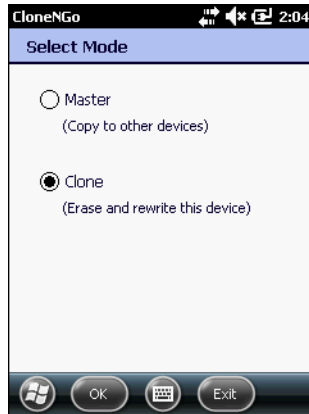 CloneNGo 2:04
Select Mode
Master
(Copy to other devices)
Clone
(Erase and rewrite this device)
OK Exit